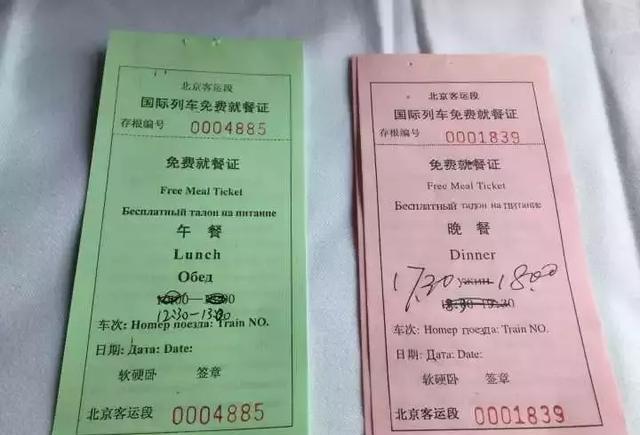 北京客运段
国际列车免费就餐证
存根编号 0004885
免费就餐证
Free Meal Ticket
Бесплатный талон на питание
午 餐
Lunch
Обед
12:30-13:00
车次: Номер поезда: Train NO.
日期: Дата: Date:
软硬卧 签章
北京客运段 0004885
北京客运段
国际列车免费就餐证
存根编号 0001839
免费就餐证
Free Meal Ticket
Бесплатный талон на питание
晚 餐
Dinner
17.30 ужин 18.00
车次: Номер поезда: Train NO.
日期: Дата: Date:
软硬卧 签章
北京客运段 0001839